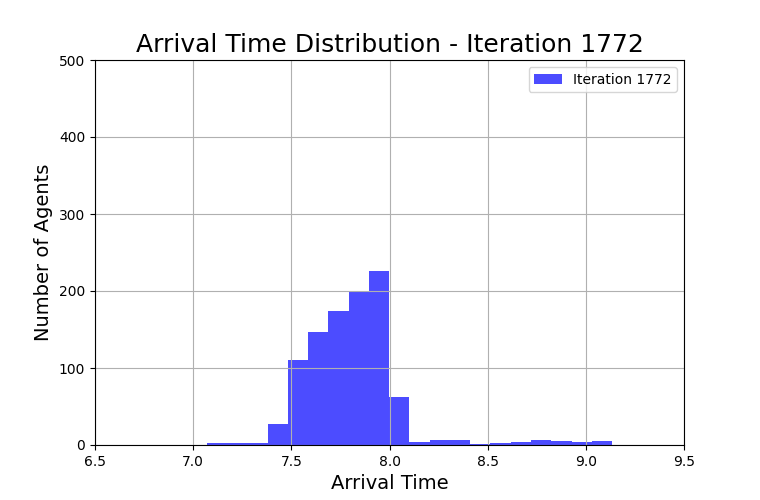 Arrival Time Distribution - Iteration 1772
Iteration 1772
500
400
300
200
100
0
Number of Agents
6.5 7.0 7.5 8.0 8.5 9.0 9.5
Arrival Time